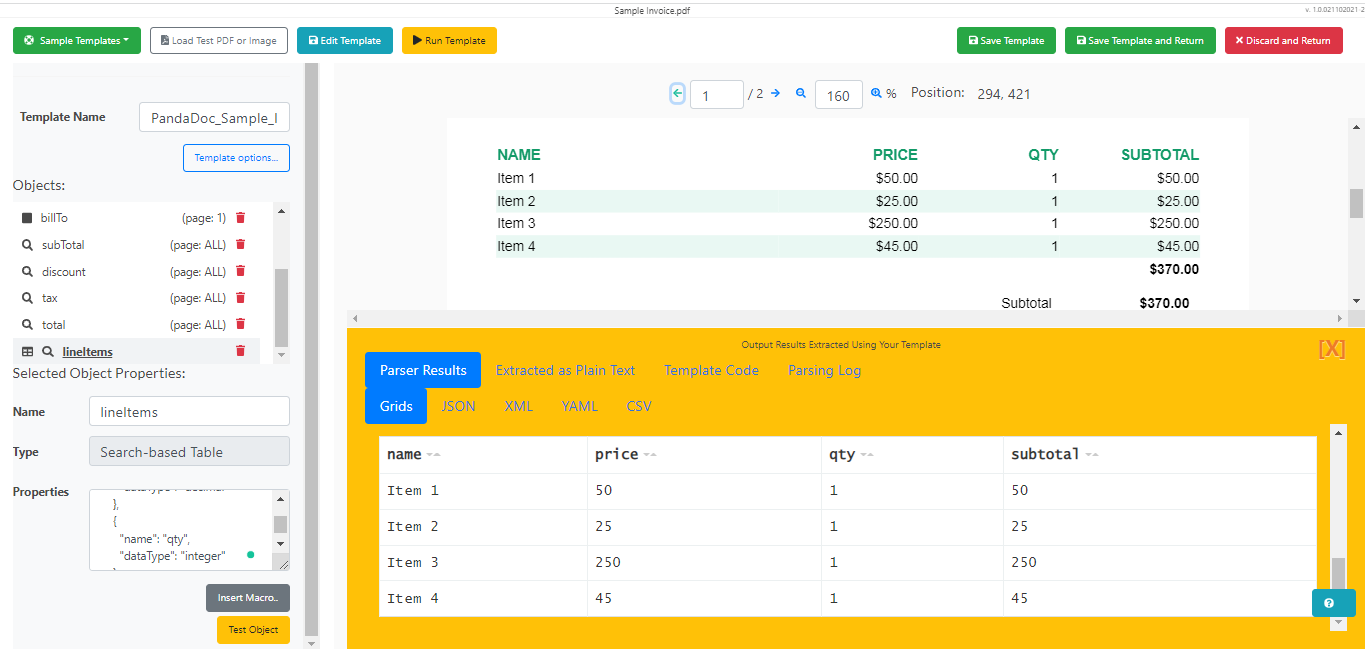 Sample Invoice.pdf
v. 1.0.021102021-2
Sample Templates
Load Test PDF or Image
Edit Template
Run Template
Save Template
Save Template and Return
Discard and Return
1 / 2 160 % Position: 294, 421
Template Name PandaDoc_Sample_I
Template options...
Objects:
billTo (page: 1)
subTotal (page: ALL)
discount (page: ALL)
tax (page: ALL)
total (page: ALL)
lineItems
Selected Object Properties:
Name lineItems
Type Search-based Table
Properties
"dataType": "decimal"
},
{
"name": "qty",
"dataType": "integer"
Insert Macro..
Test Object
NAME PRICE QTY SUBTOTAL
Item 1 $50.00 1 $50.00
Item 2 $25.00 1 $25.00
Item 3 $250.00 1 $250.00
Item 4 $45.00 1 $45.00
$370.00
Subtotal $370.00
Output Results Extracted Using Your Template
[X]
Parser Results Extracted as Plain Text Template Code Parsing Log
Grids JSON XML YAML CSV
name price qty subtotal
Item 1 50 1 50
Item 2 25 1 25
Item 3 250 1 250
Item 4 45 1 45